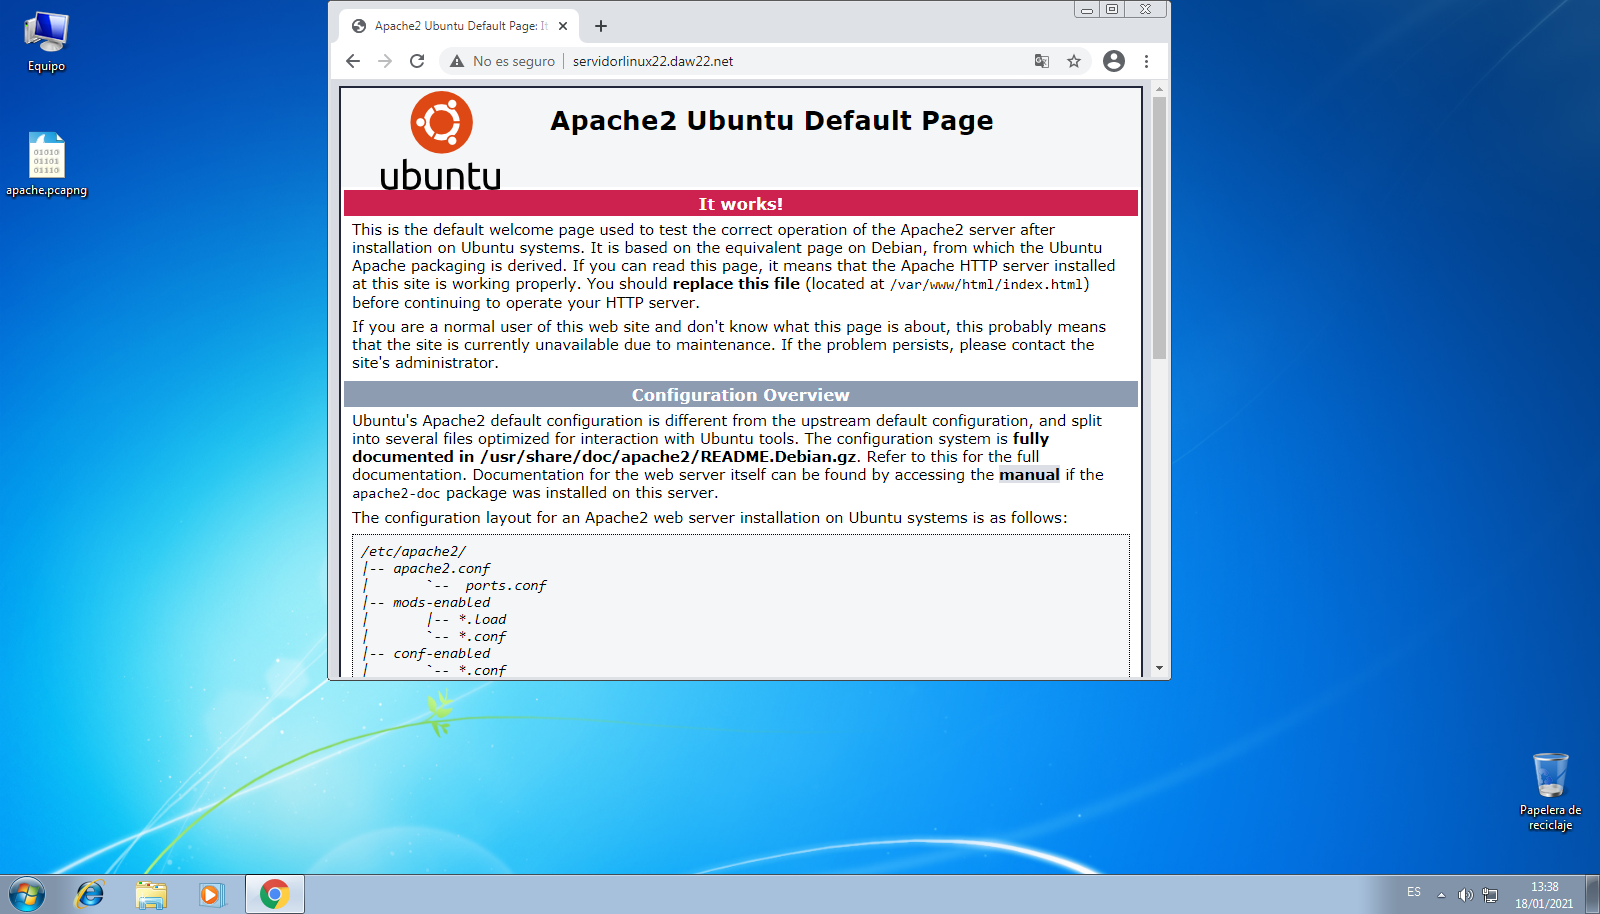 Equipo
01010
01101
01110
apache.pcapng
Apache2 Ubuntu Default Page: It
No es seguro
servidorlinux22.daw22.net
ubuntu
Apache2 Ubuntu Default Page
It works!
This is the default welcome page used to test the correct operation of the Apache2 server after
installation on Ubuntu systems. It is based on the equivalent page on Debian, from which the Ubuntu
Apache packaging is derived. If you can read this page, it means that the Apache HTTP server installed
at this site is working properly. You should replace this file (located at /var/www/html/index.html)
before continuing to operate your HTTP server.
If you are a normal user of this web site and don't know what this page is about, this probably means
that the site is currently unavailable due to maintenance. If the problem persists, please contact the
site's administrator.
Configuration Overview
Ubuntu's Apache2 default configuration is different from the upstream default configuration, and split
into several files optimized for interaction with Ubuntu tools. The configuration system is fully
documented in /usr/share/doc/apache2/README.Debian.gz. Refer to this for the full
documentation. Documentation for the web server itself can be found by accessing the manual if the
apache2-doc package was installed on this server.
The configuration layout for an Apache2 web server installation on Ubuntu systems is as follows:
/etc/apache2/
|-- apache2.conf
|       `--  ports.conf
|-- mods-enabled
|       |-- *.load
|       `-- *.conf
|-- conf-enabled
|       `-- *.conf
Papelera de
reciclaje
ES
13:38
18/01/2021